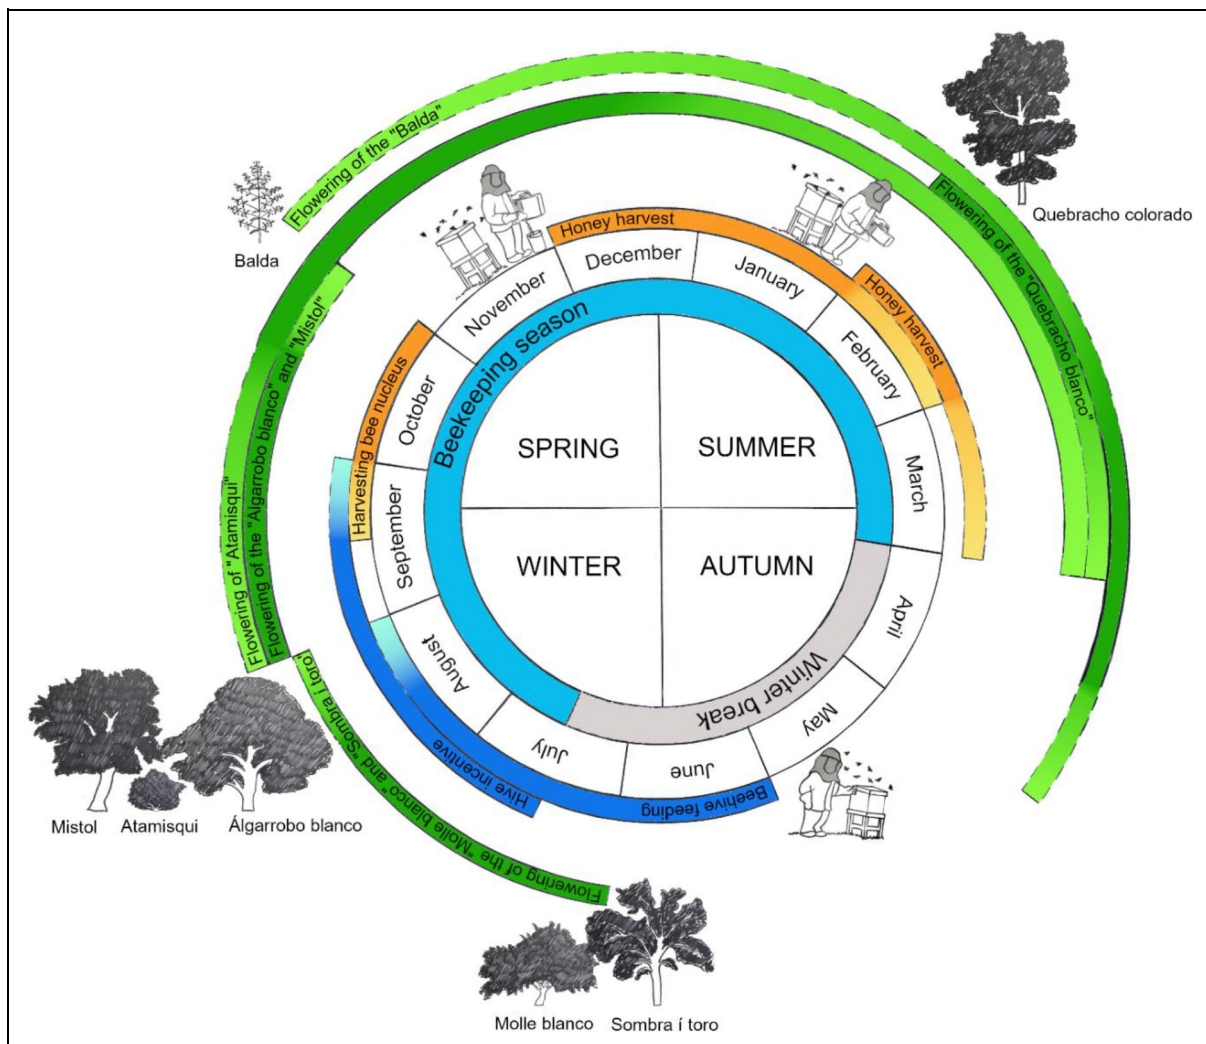 Flowering of the "Balda"
Quebracho colorado
Balda
Honey harvest
Flowering of the "Quebracho blanco"
December
January
November
Honey harvest
February
Beekeeping season
Flowering of "Atamisqui"
Flowering of the "Algarrobo blanco" and "Mistol"
Harvesting bee nucleus
October
SPRING
SUMMER
March
September
WINTER
AUTUMN
April
August
Winter break
May
July
June
Hive incentive
Beehive feeding
Flowering of the "Molle blanco" and "Sombra í toro"
Mistol
Atamisqui
Álgarrobo blanco
Molle blanco
Sombra í toro